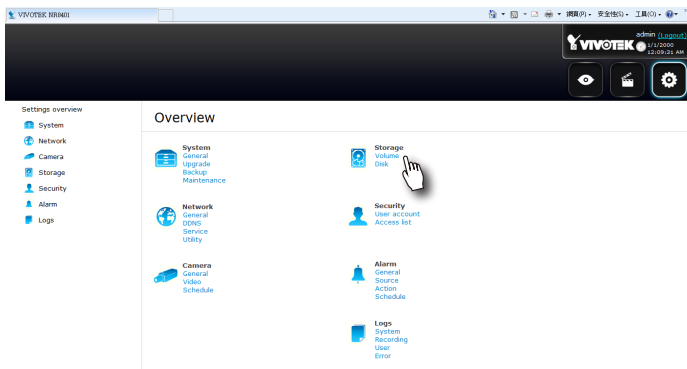 VIVOTEK NR8401
網頁(P)
安全性(S)
工具(O)
admin (Logout)
VIVOTEK
1/1/2000
12:09:21 AM
Settings overview
System
Network
Camera
Storage
Security
Alarm
Logs
Overview
System
General
Upgrade
Backup
Maintenance
Storage
Volume
Disk
Network
General
DDNS
Service
Utility
Security
User account
Access list
Camera
General
Video
Schedule
Alarm
General
Source
Action
Schedule
Logs
System
Recording
User
Error